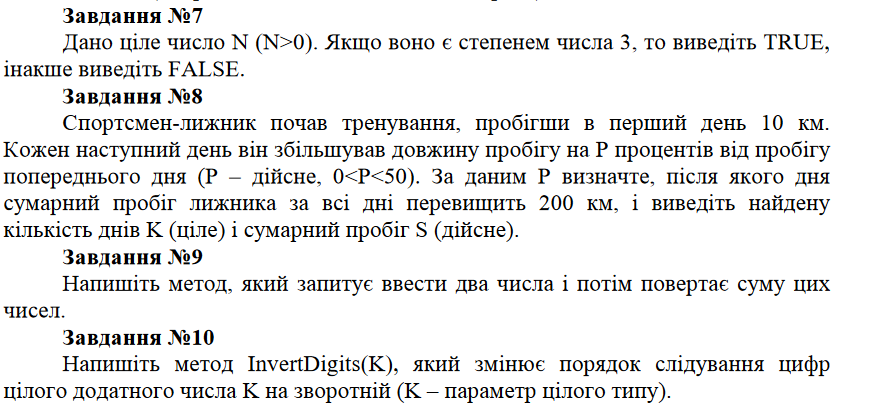 Завдання №7
Дано ціле число N (N>0). Якщо воно є степенем числа 3, то виведіть TRUE,
інакше виведіть FALSE.
Завдання №8
Спортсмен-лижник почав тренування, пробігши в перший день 10 км.
Кожен наступний день він збільшував довжину пробігу на P процентів від пробігу
попереднього дня (P – дійсне, 0<P<50). За даним P визначте, після якого дня
сумарний пробіг лижника за всі дні перевищить 200 км, і виведіть найдену
кількість днів K (ціле) і сумарний пробіг S (дійсне).
Завдання №9
Напишіть метод, який запитує ввести два числа і потім повертає суму цих
чисел.
Завдання №10
Напишіть метод InvertDigits(K), який змінює порядок слідування цифр
цілого додатного числа K на зворотній (K – параметр цілого типу).